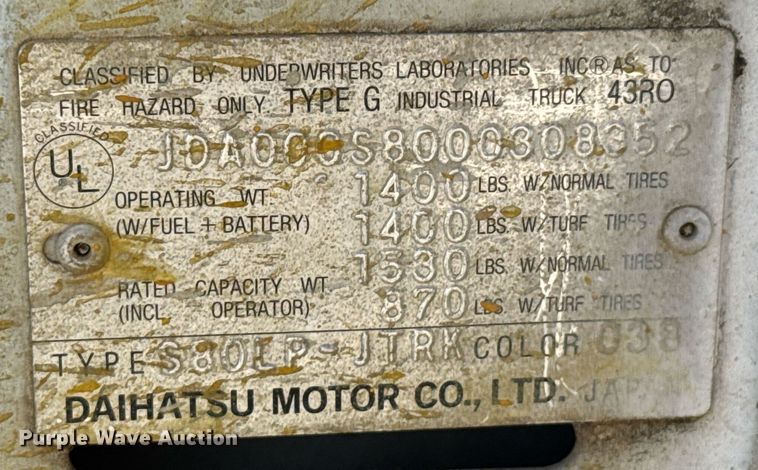 CLASSIFIED BY UNDERWRITERS LABORATORIES INC® AS TO
FIRE HAZARD ONLY TYPE G INDUSTRIAL TRUCK 43R0
CLASSIFIED
UL
JDA000S8000308352
OPERATING WT 1400 LBS. W/NORMAL TIRES
(W/FUEL + BATTERY) 1400 LBS. W/TURF TIRES
1530 LBS. W/NORMAL TIRES
RATED CAPACITY WT
(INCL. OPERATOR) 870 LBS W/TURF TIRES
TYPE S80LP-JTRK COLOR 038
DAIHATSU MOTOR CO., LTD. JAPAN
Purple Wave Auction